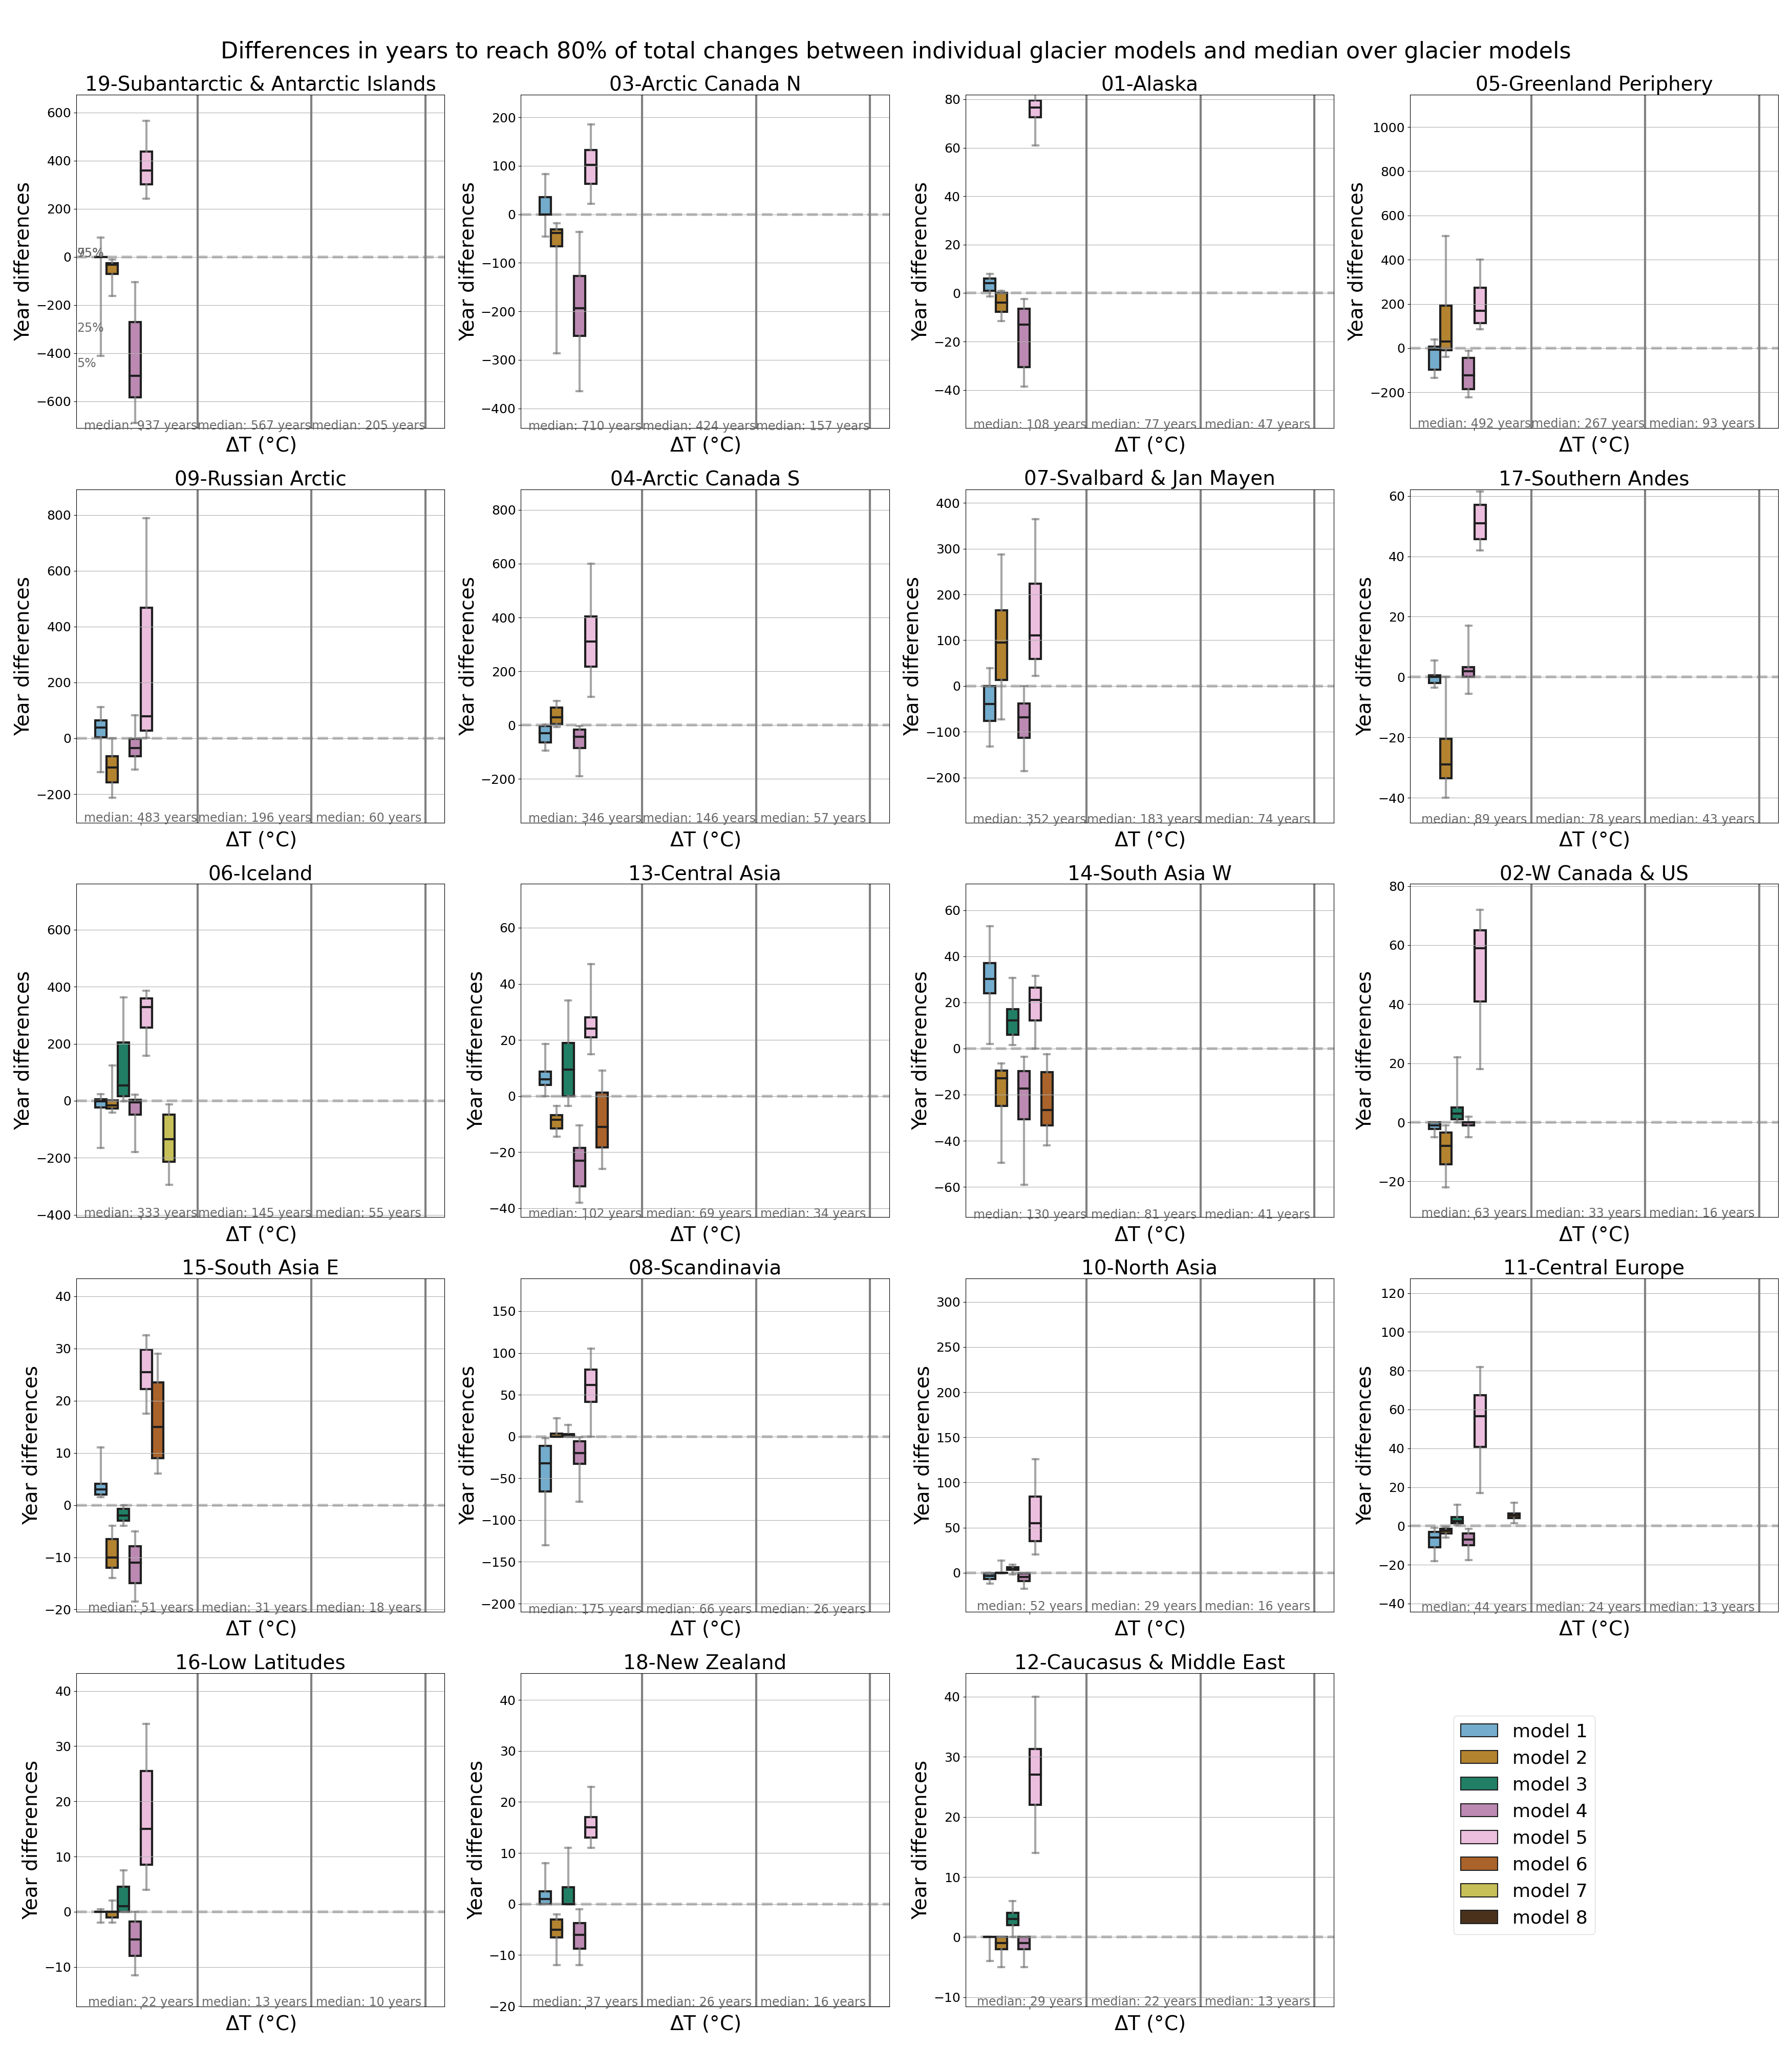 Differences in years to reach 80% of total changes between individual glacier models and median over glacier models
19-Subantarctic & Antarctic Islands
Year differences
600
400
200
0
−200
−400
−600
95%
25%
5%
median: 937 years
median: 567 years
median: 205 years
ΔT (°C)
03-Arctic Canada N
Year differences
200
100
0
−100
−200
−300
−400
median: 710 years
median: 424 years
median: 157 years
ΔT (°C)
01-Alaska
Year differences
80
60
40
20
0
−20
−40
median: 108 years
median: 77 years
median: 47 years
ΔT (°C)
05-Greenland Periphery
Year differences
1000
800
600
400
200
0
−200
median: 492 years
median: 267 years
median: 93 years
ΔT (°C)
09-Russian Arctic
Year differences
800
600
400
200
0
−200
median: 483 years
median: 196 years
median: 60 years
ΔT (°C)
04-Arctic Canada S
Year differences
800
600
400
200
0
−200
median: 346 years
median: 146 years
median: 57 years
ΔT (°C)
07-Svalbard & Jan Mayen
Year differences
400
300
200
100
0
−100
−200
median: 352 years
median: 183 years
median: 74 years
ΔT (°C)
17-Southern Andes
Year differences
60
40
20
0
−20
−40
median: 89 years
median: 78 years
median: 43 years
ΔT (°C)
06-Iceland
Year differences
600
400
200
0
−200
−400
median: 333 years
median: 145 years
median: 55 years
ΔT (°C)
13-Central Asia
Year differences
60
40
20
0
−20
−40
median: 102 years
median: 69 years
median: 34 years
ΔT (°C)
14-South Asia W
Year differences
60
40
20
0
−20
−40
−60
median: 130 years
median: 81 years
median: 41 years
ΔT (°C)
02-W Canada & US
Year differences
80
60
40
20
0
−20
median: 63 years
median: 33 years
median: 16 years
ΔT (°C)
15-South Asia E
Year differences
40
30
20
10
0
−10
−20
median: 51 years
median: 31 years
median: 18 years
ΔT (°C)
08-Scandinavia
Year differences
150
100
50
0
−50
−100
−150
−200
median: 175 years
median: 66 years
median: 26 years
ΔT (°C)
10-North Asia
Year differences
300
250
200
150
100
50
0
median: 52 years
median: 29 years
median: 16 years
ΔT (°C)
11-Central Europe
Year differences
120
100
80
60
40
20
0
−20
−40
median: 44 years
median: 24 years
median: 13 years
ΔT (°C)
16-Low Latitudes
Year differences
40
30
20
10
0
−10
median: 22 years
median: 13 years
median: 10 years
ΔT (°C)
18-New Zealand
Year differences
40
30
20
10
0
−10
−20
median: 37 years
median: 26 years
median: 16 years
ΔT (°C)
12-Caucasus & Middle East
Year differences
40
30
20
10
0
−10
median: 29 years
median: 22 years
median: 13 years
ΔT (°C)
model 1
model 2
model 3
model 4
model 5
model 6
model 7
model 8